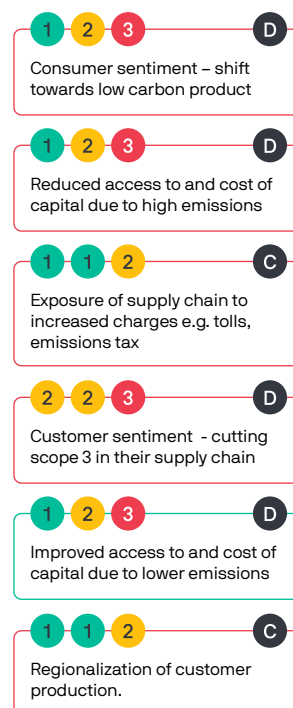 1 2 3 D
Consumer sentiment – shift
towards low carbon product
1 2 3 D
Reduced access to and cost of
capital due to high emissions
1 1 2 C
Exposure of supply chain to
increased charges e.g. tolls,
emissions tax
2 2 3 D
Customer sentiment - cutting
scope 3 in their supply chain
1 2 3 D
Improved access to and cost of
capital due to lower emissions
1 1 2 C
Regionalization of customer
production.